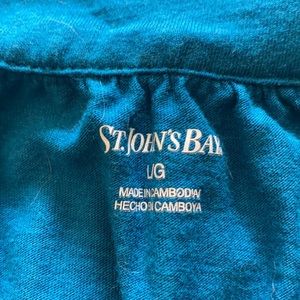 ST. JOHN'S BAY
L/G
MADE IN CAMBODIA/
HECHO EN CAMBOYA